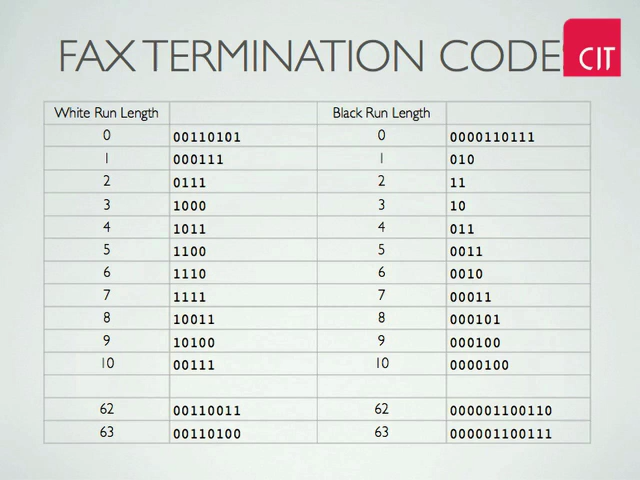 FAX TERMINATION CODE
CIT
White Run Length Black Run Length
0 00110101 0 0000110111
1 000111 1 010
2 0111 2 11
3 1000 3 10
4 1011 4 011
5 1100 5 0011
6 1110 6 0010
7 1111 7 00011
8 10011 8 000101
9 10100 9 000100
10 00111 10 0000100
62 00110011 62 000001100110
63 00110100 63 000001100111